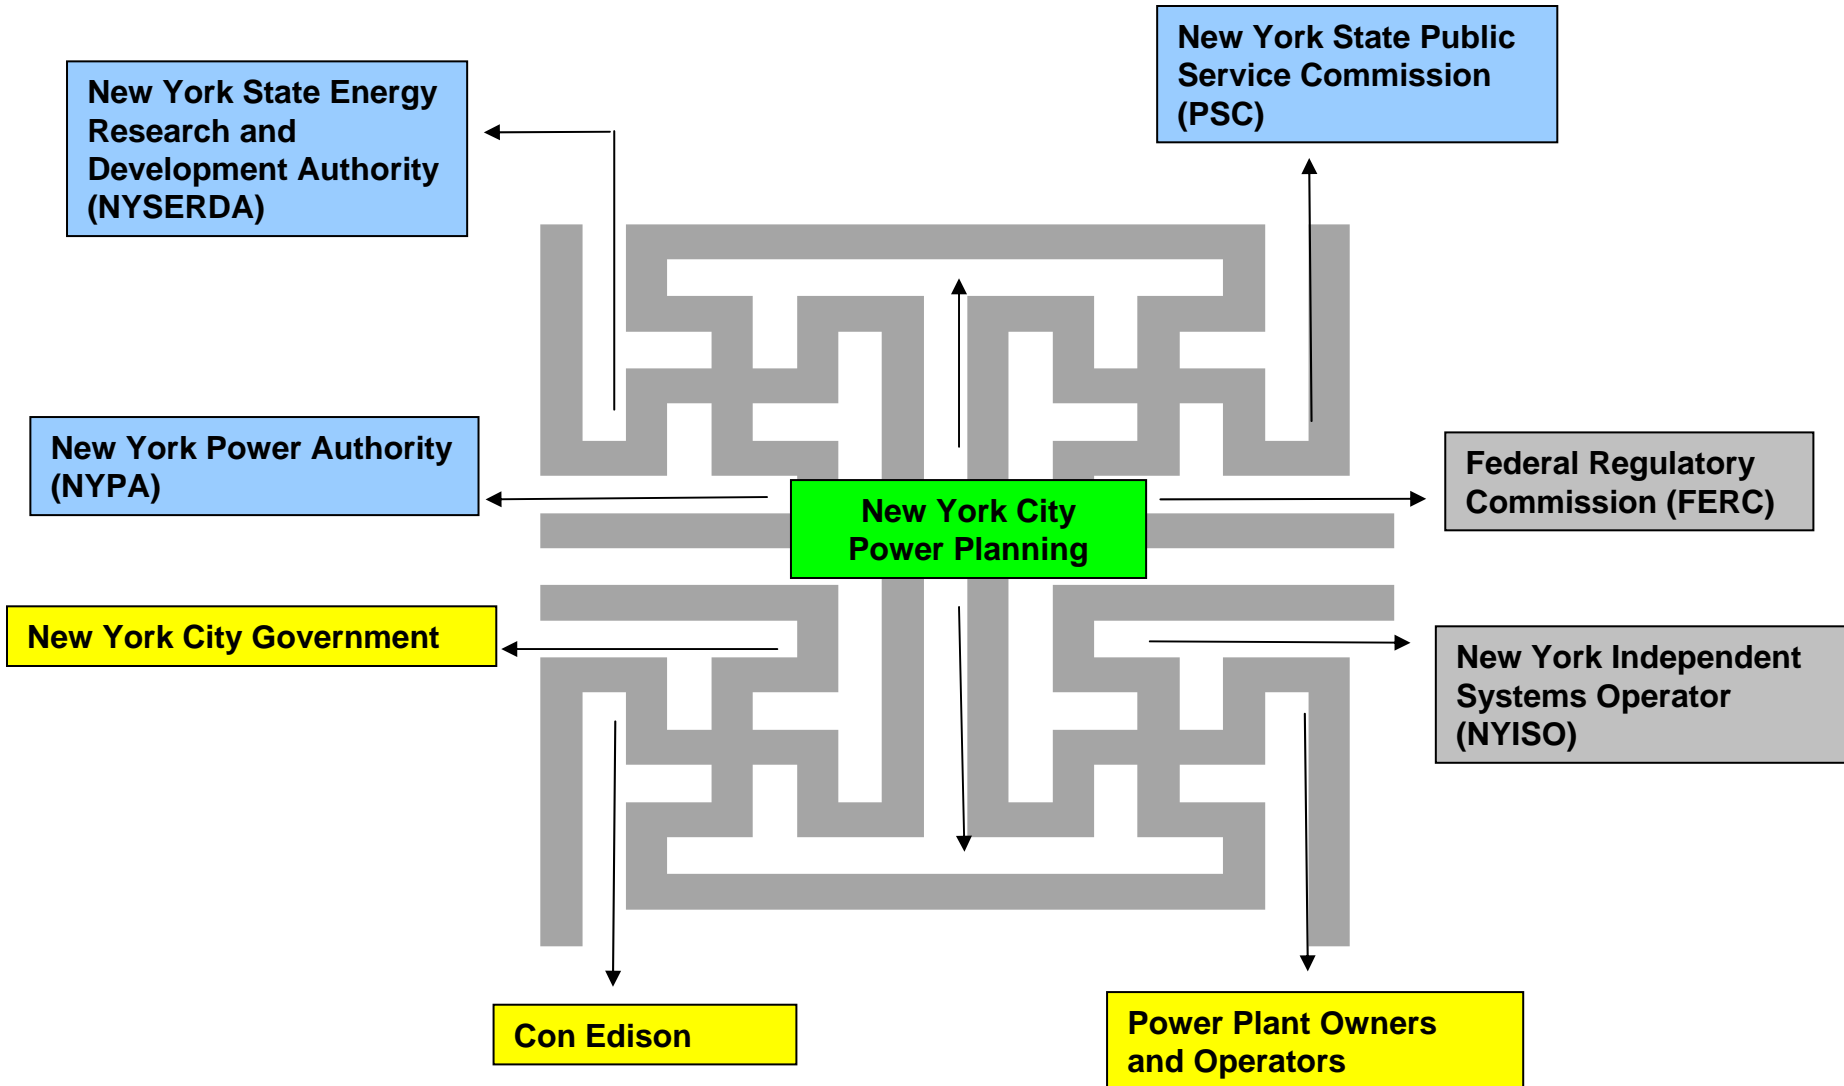 New York State Public
Service Commission
(PSC)
New York State Energy
Research and
Development Authority
(NYSERDA)
New York Power Authority
(NYPA)
Federal Regulatory
Commission (FERC)
New York City
Power Planning
New York City Government
New York Independent
Systems Operator
(NYISO)
Con Edison
Power Plant Owners
and Operators